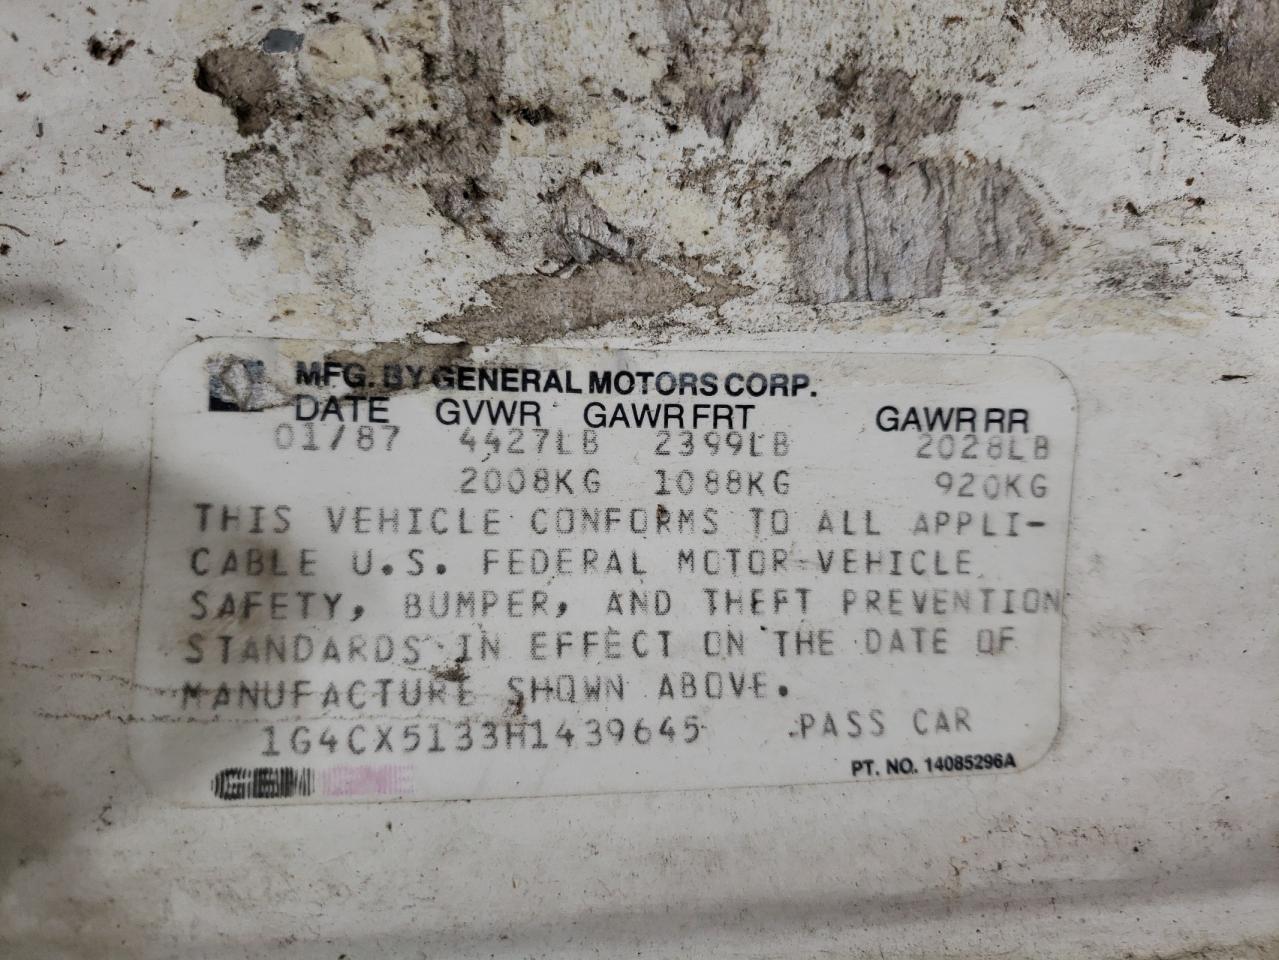 MFG. BY GENERAL MOTORS CORP.
DATE GVWR GAWR FRT GAWR RR
01/87 4427LB 2399LB 2028LB
2008KG 1088KG 920KG
THIS VEHICLE CONFORMS TO ALL APPLI-
CABLE U.S. FEDERAL MOTOR VEHICLE
SAFETY, BUMPER, AND THEFT PREVENTION
STANDARDS IN EFFECT ON THE DATE OF
MANUFACTURE SHOWN ABOVE.
1G4CX5133H1439645 PASS CAR
GM
PT. NO. 14085296A